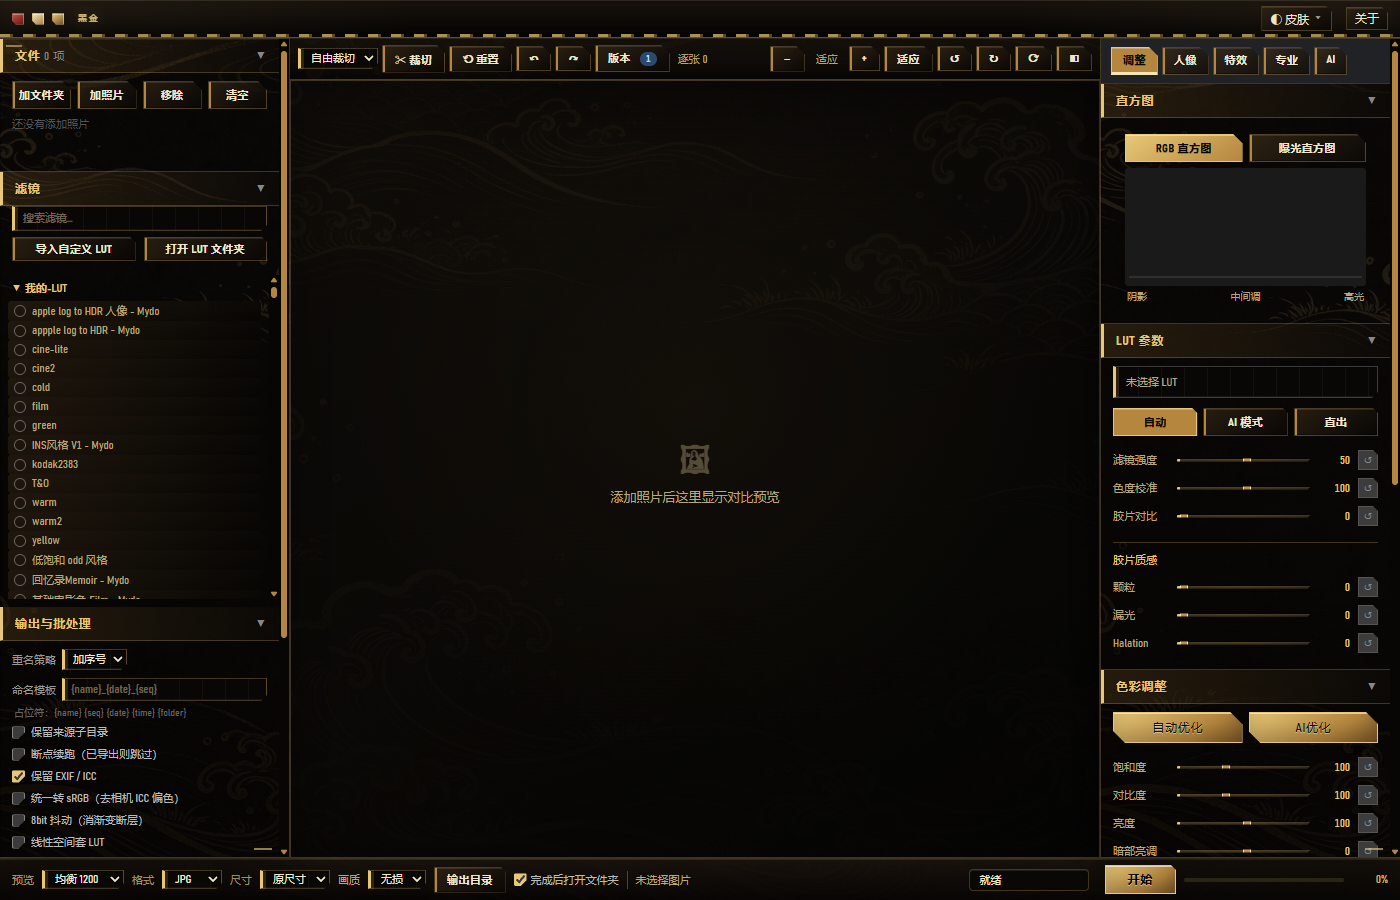 黑金
皮肤
关于
文件 0 项
加文件夹 加照片 移除 清空
还没有添加照片
滤镜
搜索滤镜...
导入自定义 LUT 打开 LUT 文件夹
我的-LUT
apple log to HDR 人像 - Mydo
appple log to HDR - Mydo
cine-lite
cine2
cold
film
green
INS风格 V1 - Mydo
kodak2383
T&O
warm
warm2
yellow
低饱和 odd 风格
回忆录Memoir - Mydo
输出与批处理
重名策略 加序号
命名模板 {name}_{date}_{seq}
占位符：{name} {seq} {date} {time} {folder}
保留来源子目录
断点续跑（已导出则跳过）
保留 EXIF / ICC
统一转 sRGB（去相机 ICC 偏色）
8bit 抖动（消渐变断层）
线性空间套 LUT
自由裁切 裁切 重置 版本 1 逐张 0 − 适应 + 适应
添加照片后这里显示对比预览
调整 人像 特效 专业 AI
直方图
RGB 直方图 曝光直方图
阴影 中间调 高光
LUT 参数
未选择 LUT
自动 AI 模式 直出
滤镜强度 50
色度校准 100
胶片对比 0
胶片质感
颗粒 0
漏光 0
Halation 0
色彩调整
自动优化 AI优化
饱和度 100
对比度 100
亮度 100
暗部亮调 0
预览 均衡 1200 格式 JPG 尺寸 原尺寸 画质 无损 输出目录 完成后打开文件夹 未选择图片 就绪 开始 0%